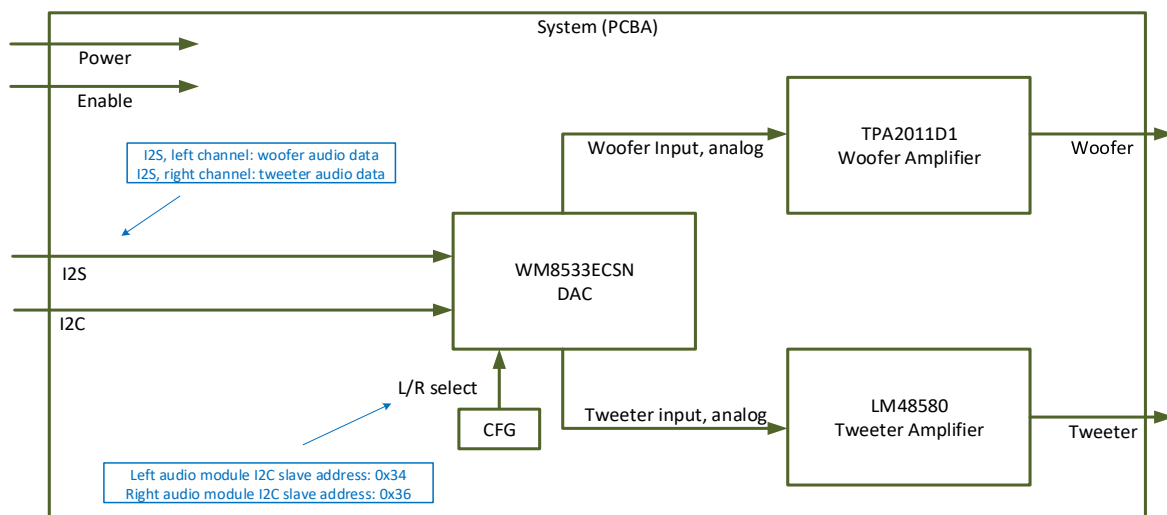 System (PCBA)
Power
Enable
I2S, left channel: woofer audio data
I2S, right channel: tweeter audio data
Woofer Input, analog
TPA2011D1
Woofer Amplifier
Woofer
I2S
I2C
WM8533ECSN
DAC
L/R select
CFG
Tweeter input, analog
LM48580
Tweeter Amplifier
Tweeter
Left audio module I2C slave address: 0x34
Right audio module I2C slave address: 0x36